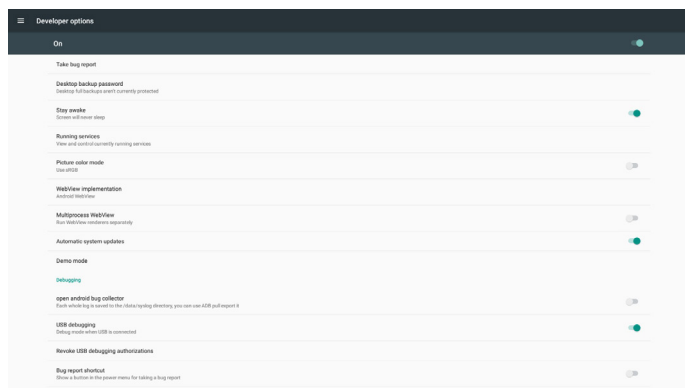 Developer options
On
Take bug report
Desktop backup password
Desktop full backups aren't currently protected
Stay awake
Screen will never sleep
Running services
View and control currently running services
Picture color mode
Use sRGB
WebView implementation
Android WebView
Multiprocess WebView
Run WebView renderers separately
Automatic system updates
Demo mode
Debugging
open android bug collector
Each whole log is saved to the /data/syslog directory, you can use ADB pull export it
USB debugging
Debug mode when USB is connected
Revoke USB debugging authorizations
Bug report shortcut
Show a button in the power menu for taking a bug report